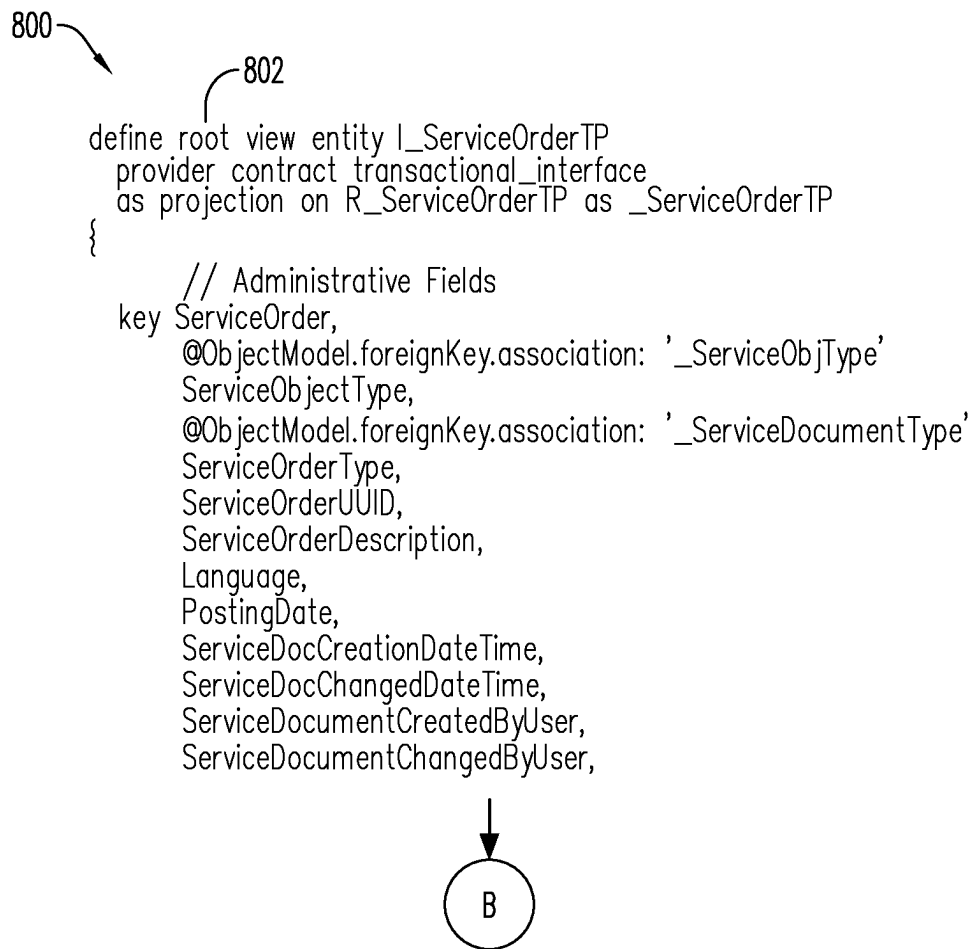 800
802
define root view entity I_ServiceOrderTP
provider contract transactional_interface
as projection on R_ServiceOrderTP as _ServiceOrderTP
{
// Administrative Fields
key ServiceOrder,
@ObjectModel.foreignKey.association: '_ServiceObjType'
ServiceObjectType,
@ObjectModel.foreignKey.association: '_ServiceDocumentType'
ServiceOrderType,
ServiceOrderUUID,
ServiceOrderDescription,
Language,
PostingDate,
ServiceDocCreationDateTime,
ServiceDocChangedDateTime,
ServiceDocumentCreatedByUser,
ServiceDocumentChangedByUser,
B